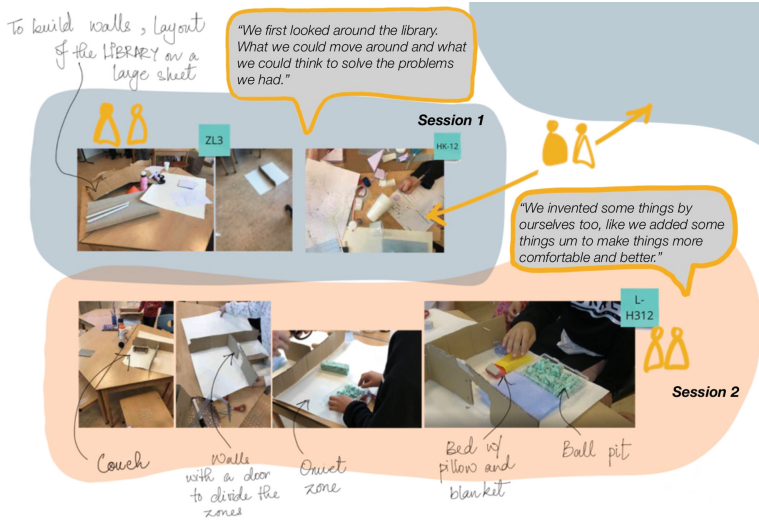 To build walls, layout
of the LIBRARY on a
large sheet
“We first looked around the library.
What we could move around and what
we could think to solve the problems
we had.”
Session 1
ZL3
HK-12
“We invented some things by
ourselves too, like we added some
things um to make things more
comfortable and better.”
L-
H312
Session 2
Couch
Walls
with a door
to divide the
zones
Quiet
zone
Bed w/
pillow and
blanket
Ball pit